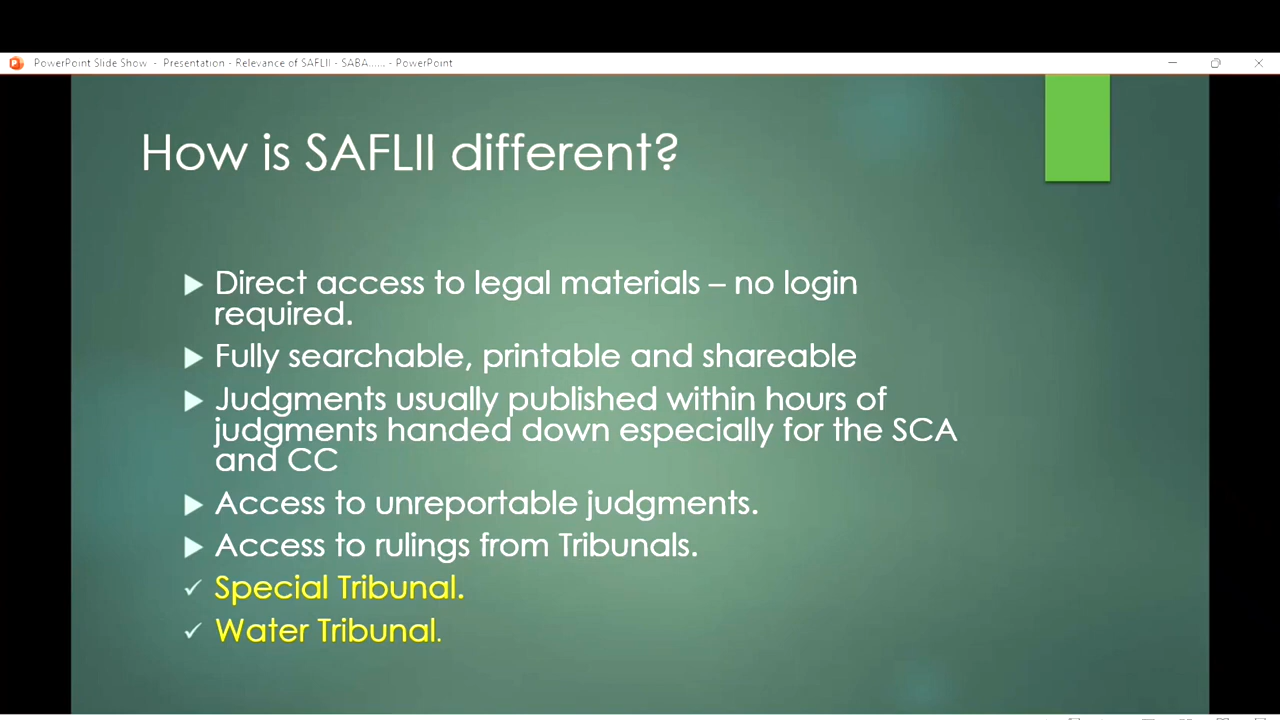 PowerPoint Slide Show - Presentation - Relevance of SAFLII - SABA...... - PowerPoint
How is SAFLII different?
Direct access to legal materials – no login
required.
Fully searchable, printable and shareable
Judgments usually published within hours of
judgments handed down especially for the SCA
and CC
Access to unreportable judgments.
Access to rulings from Tribunals.
Special Tribunal.
Water Tribunal.